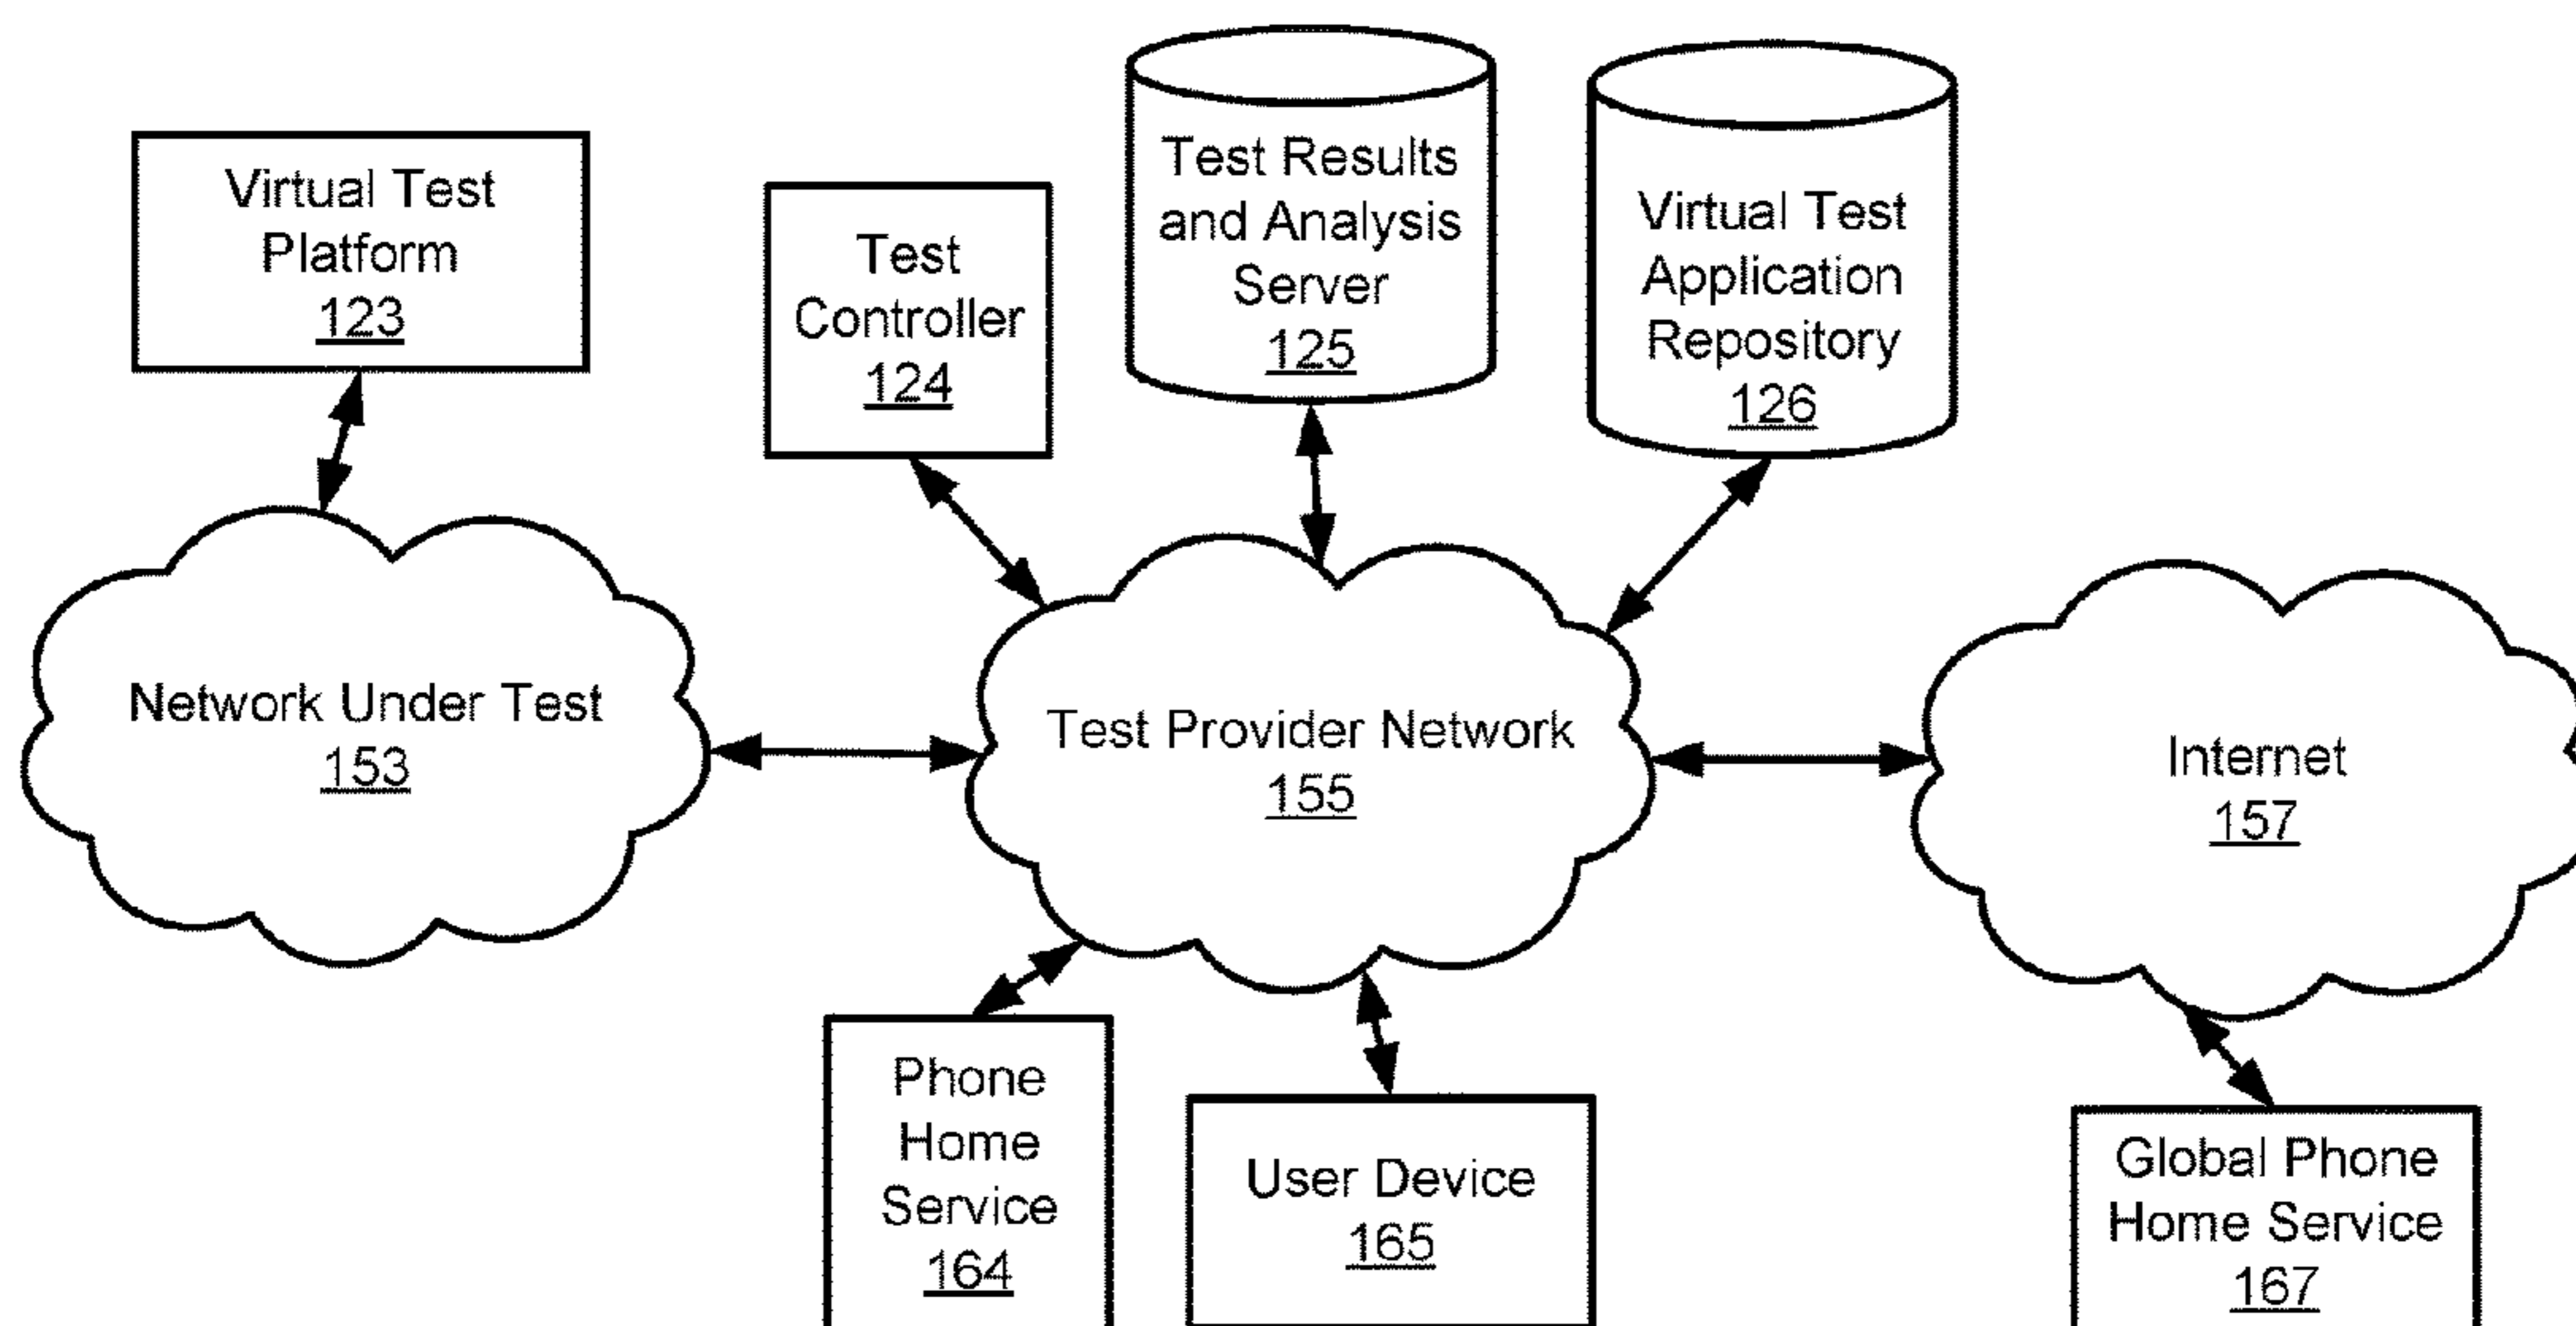 Virtual Test
Platform
123
Test
Controller
124
Test Results
and Analysis
Server
125
Virtual Test
Application
Repository
126
Network Under Test
153
Test Provider Network
155
Internet
157
Phone
Home
Service
164
User Device
165
Global Phone
Home Service
167